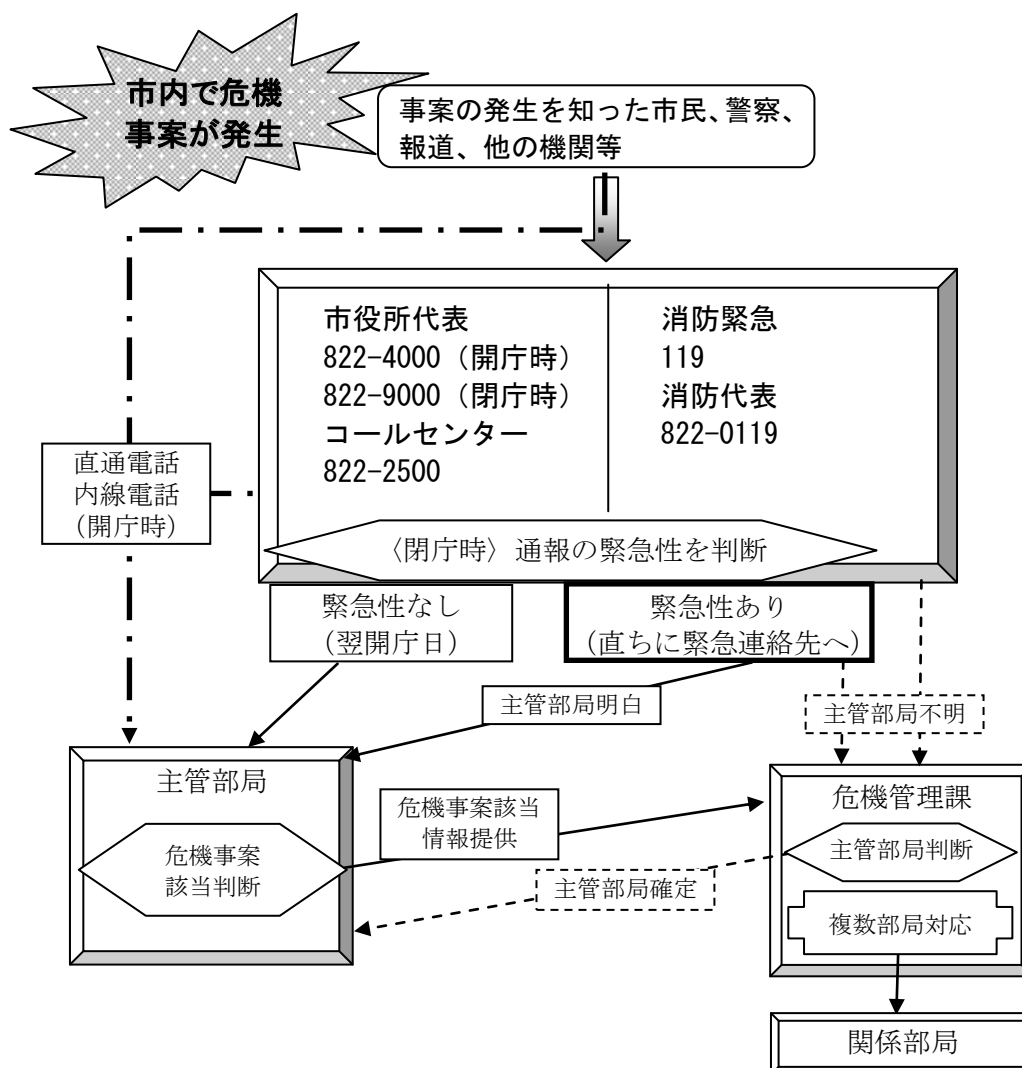 市内で危機
事案が発生
事案の発生を知った市民、警察、
報道、他の機関等
市役所代表
822-4000（開庁時）
822-9000（閉庁時）
コールセンター
822-2500
消防緊急
119
消防代表
822-0119
直通電話
内線電話
（開庁時）
〈閉庁時〉通報の緊急性を判断
緊急性なし
（翌開庁日）
緊急性あり
（直ちに緊急連絡先へ）
主管部局明白
主管部局不明
主管部局
危機事案
該当判断
危機事案該当
情報提供
主管部局確定
危機管理課
主管部局判断
複数部局対応
関係部局